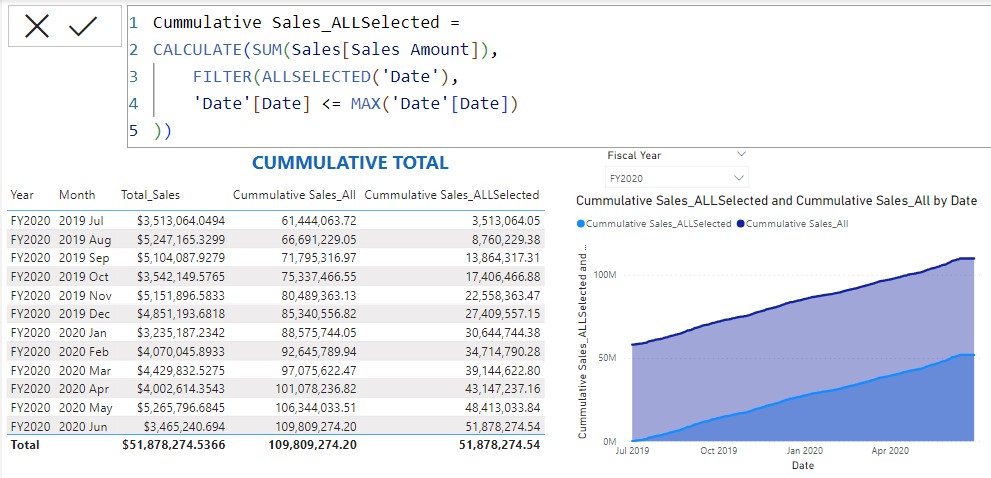 1 Cummulative Sales_ALLSelected =
2 CALCULATE(SUM(Sales[Sales Amount]),
3 FILTER(ALLSELECTED('Date'),
4 'Date'[Date] <= MAX('Date'[Date])
5 ))
CUMMULATIVE TOTAL
Year Month Total_Sales Cummulative Sales_All Cummulative Sales_ALLSelected
FY2020 2019 Jul $3,513,064.0494 61,444,063.72 3,513,064.05
FY2020 2019 Aug $5,247,165.3299 66,691,229.05 8,760,229.38
FY2020 2019 Sep $5,104,087.9279 71,795,316.97 13,864,317.31
FY2020 2019 Oct $3,542,149.5765 75,337,466.55 17,406,466.88
FY2020 2019 Nov $5,151,896.5833 80,489,363.13 22,558,363.47
FY2020 2019 Dec $4,851,193.6818 85,340,556.82 27,409,557.15
FY2020 2020 Jan $3,235,187.2342 88,575,744.05 30,644,744.38
FY2020 2020 Feb $4,070,045.8933 92,645,789.94 34,714,790.28
FY2020 2020 Mar $4,429,832.5275 97,075,622.47 39,144,622.80
FY2020 2020 Apr $4,002,614.3543 101,078,236.82 43,147,237.16
FY2020 2020 May $5,265,796.6845 106,344,033.51 48,413,033.84
FY2020 2020 Jun $3,465,240.694 109,809,274.20 51,878,274.54
Total $51,878,274.5366 109,809,274.20 51,878,274.54
Fiscal Year
FY2020
Cummulative Sales_ALLSelected and Cummulative Sales_All by Date
Cummulative Sales_ALLSelected Cummulative Sales_All
Cummulative Sales_ALLSelected and...
100M
50M
0M
Jul 2019 Oct 2019 Jan 2020 Apr 2020
Date